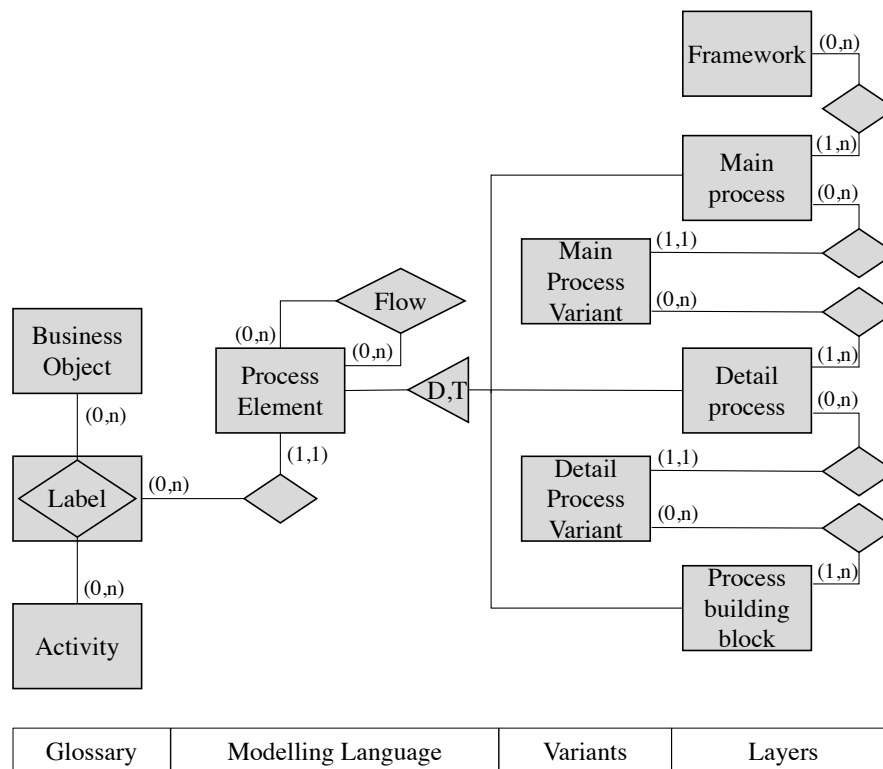 Framework
(0,n)
(1,n)
Main
process
(0,n)
Main
Process
Variant
(1,1)
(0,n)
Flow
(0,n)
(0,n)
Business
Object
(0,n)
Process
Element
D,T
(1,n)
Detail
process
(0,n)
(1,1)
Label
(0,n)
Detail
Process
Variant
(1,1)
(0,n)
(0,n)
Activity
(1,n)
Process
building
block
Glossary
Modelling Language
Variants
Layers